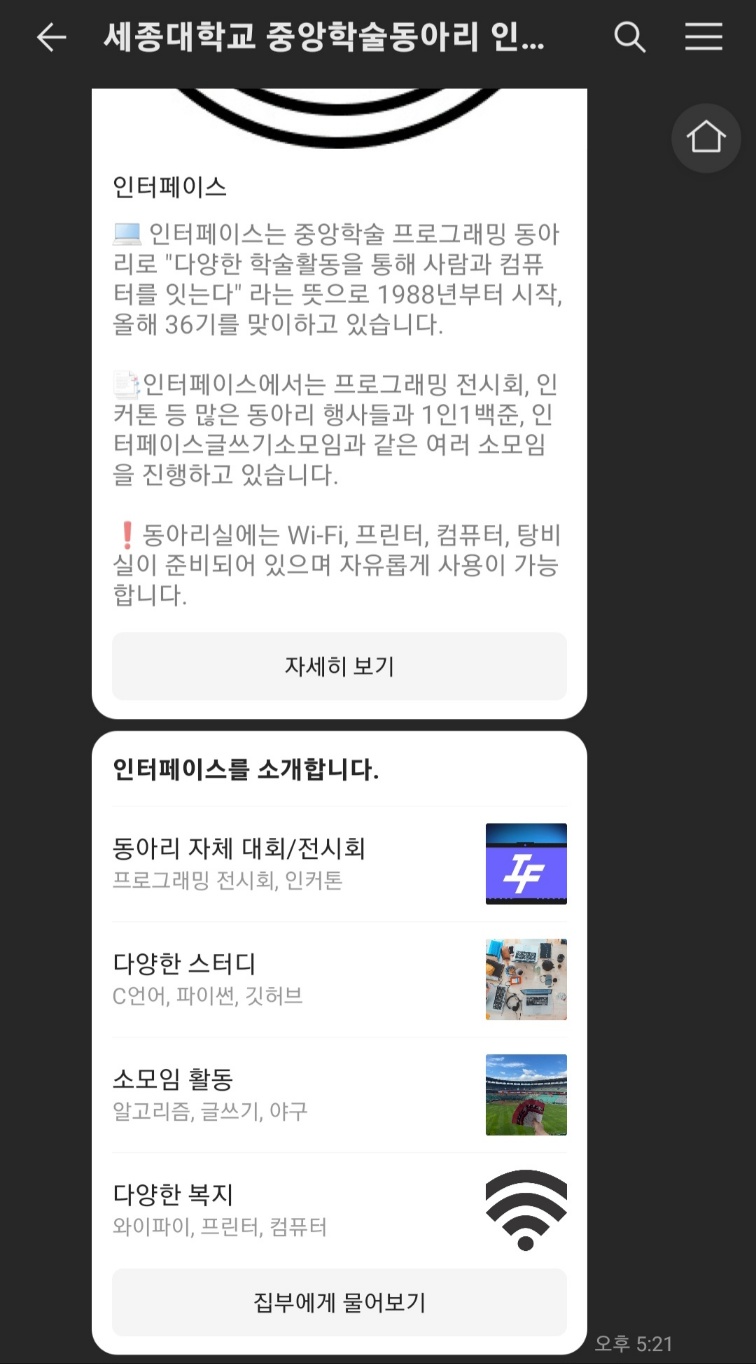 세종대학교 중앙학술동아리 인...
인터페이스
💻 인터페이스는 중앙학술 프로그래밍 동아
리로 "다양한 학술활동을 통해 사람과 컴퓨
터를 잇는다" 라는 뜻으로 1988년부터 시작,
올해 36기를 맞이하고 있습니다.
📑인터페이스에서는 프로그래밍 전시회, 인
커톤 등 많은 동아리 행사들과 1인1백준, 인
터페이스글쓰기소모임과 같은 여러 소모임
을 진행하고 있습니다.
❗동아리실에는 Wi-Fi, 프린터, 컴퓨터, 탕비
실이 준비되어 있으며 자유롭게 사용이 가능
합니다.
자세히 보기
인터페이스를 소개합니다.
동아리 자체 대회/전시회
프로그래밍 전시회, 인커톤
IF
다양한 스터디
C언어, 파이썬, 깃허브
소모임 활동
알고리즘, 글쓰기, 야구
다양한 복지
와이파이, 프린터, 컴퓨터
집부에게 물어보기
오후 5:21